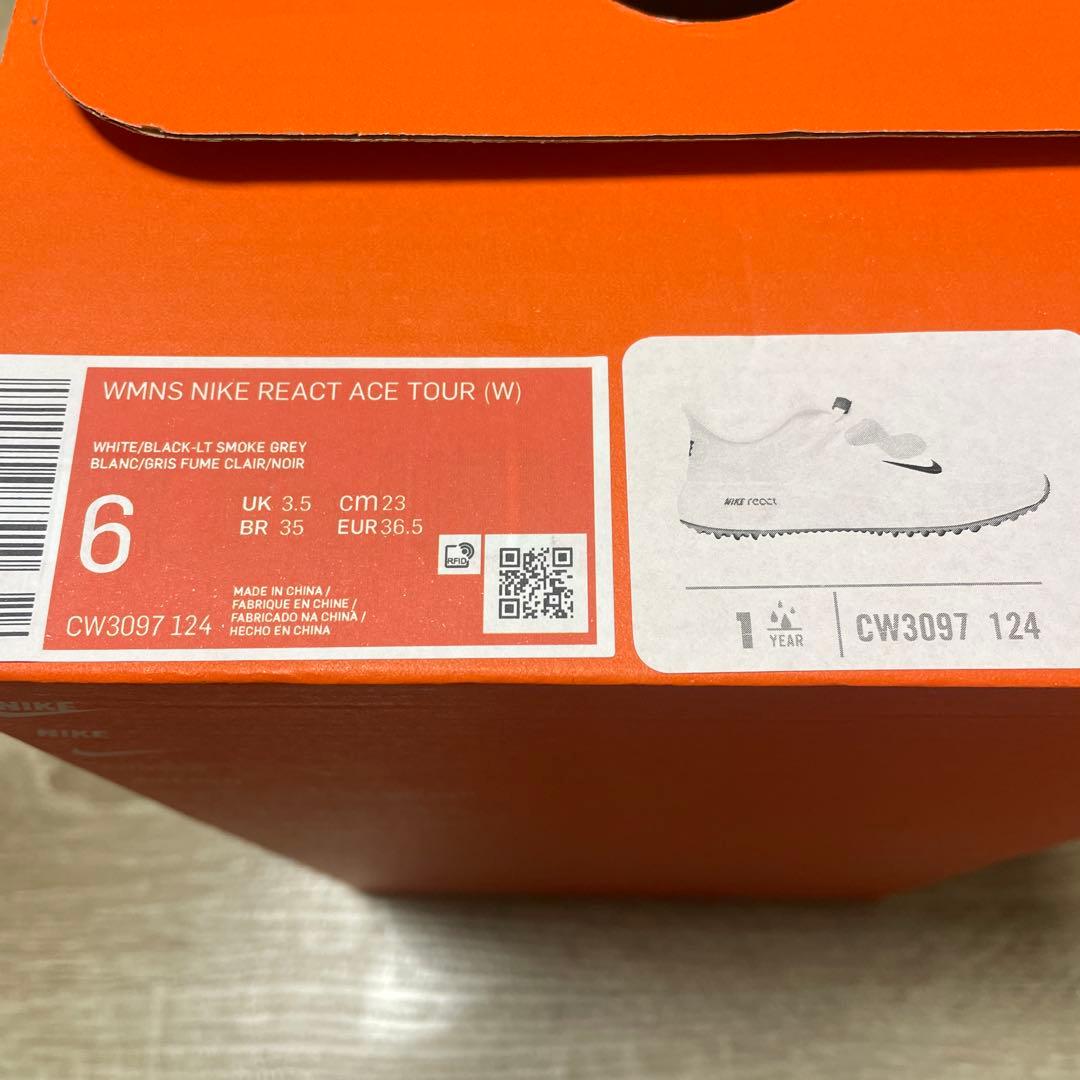 WMNS NIKE REACT ACE TOUR (W)
WHITE/BLACK-LT SMOKE GREY
BLANC/GRIS FUME CLAIR/NOIR
6
UK 3.5 cm 23
BR 35 EUR 36.5
RFID
MADE IN CHINA /
FABRIQUE EN CHINE /
FABRICADO NA CHINA /
HECHO EN CHINA
CW3097 124
NIKE react
1 YEAR
CW3097 124
NIKE
NIKE